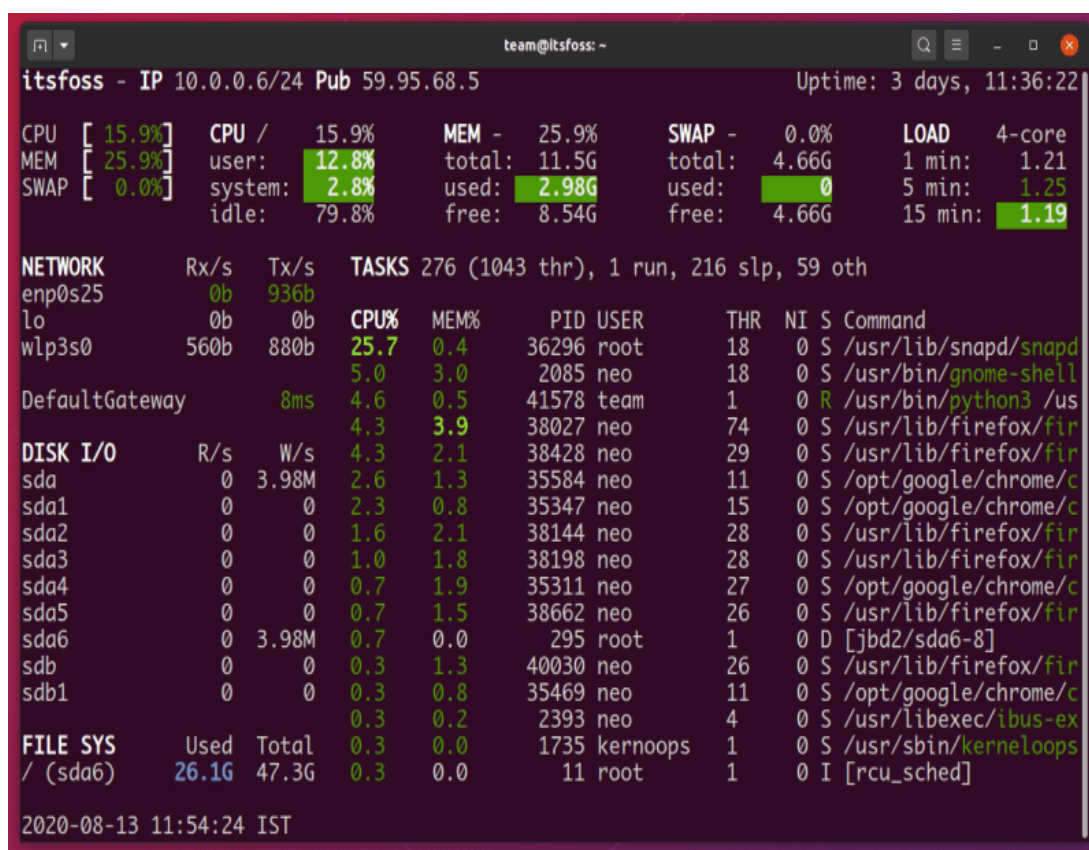 team@itsfoss: ~
itsfoss - IP 10.0.0.6/24 Pub 59.95.68.5 Uptime: 3 days, 11:36:22
CPU [ 15.9%] CPU / 15.9% MEM - 25.9% SWAP - 0.0% LOAD 4-core
MEM [ 25.9%] user: 12.8% total: 11.5G total: 4.66G 1 min: 1.21
SWAP [ 0.0%] system: 2.8% used: 2.98G used: 0 5 min: 1.25
idle: 79.8% free: 8.54G free: 4.66G 15 min: 1.19
NETWORK Rx/s Tx/s TASKS 276 (1043 thr), 1 run, 216 slp, 59 oth
enp0s25 0b 936b
lo 0b 0b CPU% MEM% PID USER THR NI S Command
wlp3s0 560b 880b 25.7 0.4 36296 root 18 0 S /usr/lib/snapd/snapd
5.0 3.0 2085 neo 18 0 S /usr/bin/gnome-shell
DefaultGateway 8ms 4.6 0.5 41578 team 1 0 R /usr/bin/python3 /us
4.3 3.9 38027 neo 74 0 S /usr/lib/firefox/fir
DISK I/O R/s W/s 4.3 2.1 38428 neo 29 0 S /usr/lib/firefox/fir
sda 0 3.98M 2.6 1.3 35584 neo 11 0 S /opt/google/chrome/c
sda1 0 0 2.3 0.8 35347 neo 15 0 S /opt/google/chrome/c
sda2 0 0 1.6 2.1 38144 neo 28 0 S /usr/lib/firefox/fir
sda3 0 0 1.0 1.8 38198 neo 28 0 S /usr/lib/firefox/fir
sda4 0 0 0.7 1.9 35311 neo 27 0 S /opt/google/chrome/c
sda5 0 0 0.7 1.5 38662 neo 26 0 S /usr/lib/firefox/fir
sda6 0 3.98M 0.7 0.0 295 root 1 0 D [jbd2/sda6-8]
sdb 0 0 0.3 1.3 40030 neo 26 0 S /usr/lib/firefox/fir
sdb1 0 0 0.3 0.8 35469 neo 11 0 S /opt/google/chrome/c
0.3 0.2 2393 neo 4 0 S /usr/libexec/ibus-ex
FILE SYS Used Total 0.3 0.0 1735 kernoops 1 0 S /usr/sbin/kerneloops
/ (sda6) 26.1G 47.3G 0.3 0.0 11 root 1 0 I [rcu_sched]
2020-08-13 11:54:24 IST